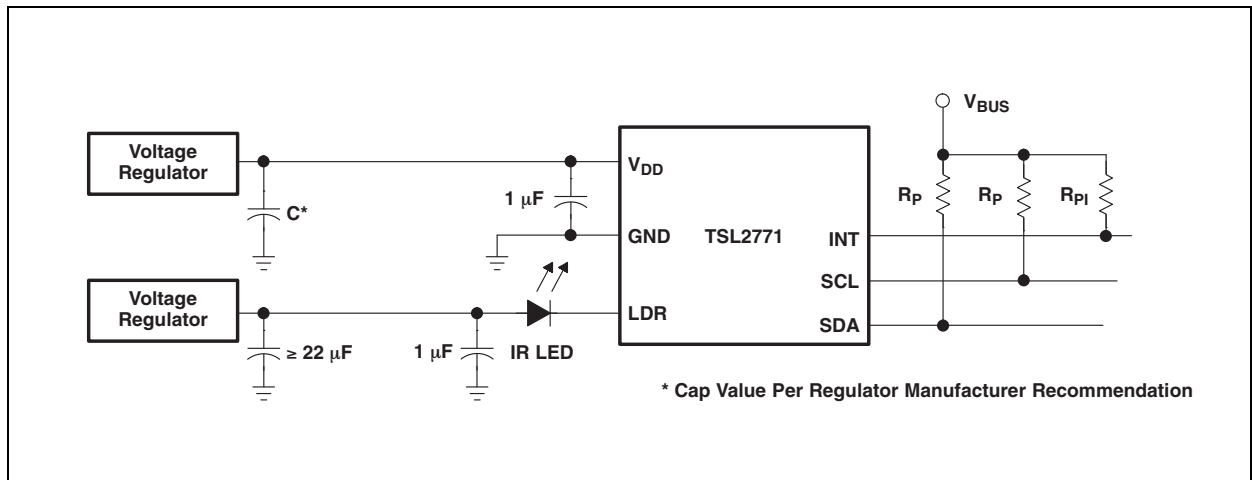 Voltage
Regulator
C*
1 μF
V_DD
GND
TSL2771
INT
SCL
SDA
LDR
V_BUS
R_P
R_P
R_PI
Voltage
Regulator
≥ 22 μF
1 μF
IR LED
* Cap Value Per Regulator Manufacturer Recommendation